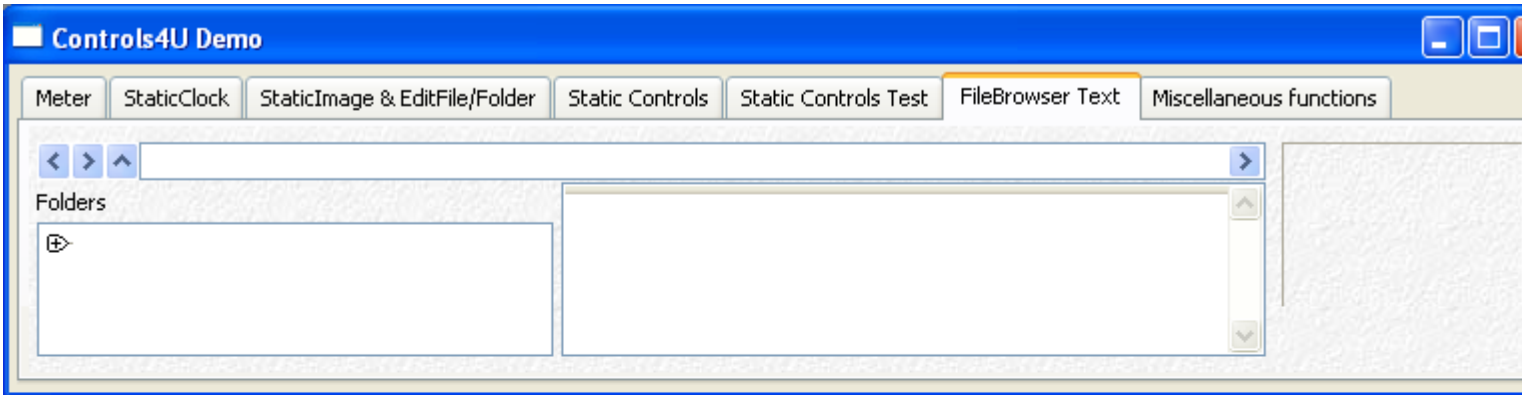 Controls4U Demo
Meter StaticClock StaticImage & EditFile/Folder Static Controls Static Controls Test FileBrowser Text Miscellaneous functions
Folders